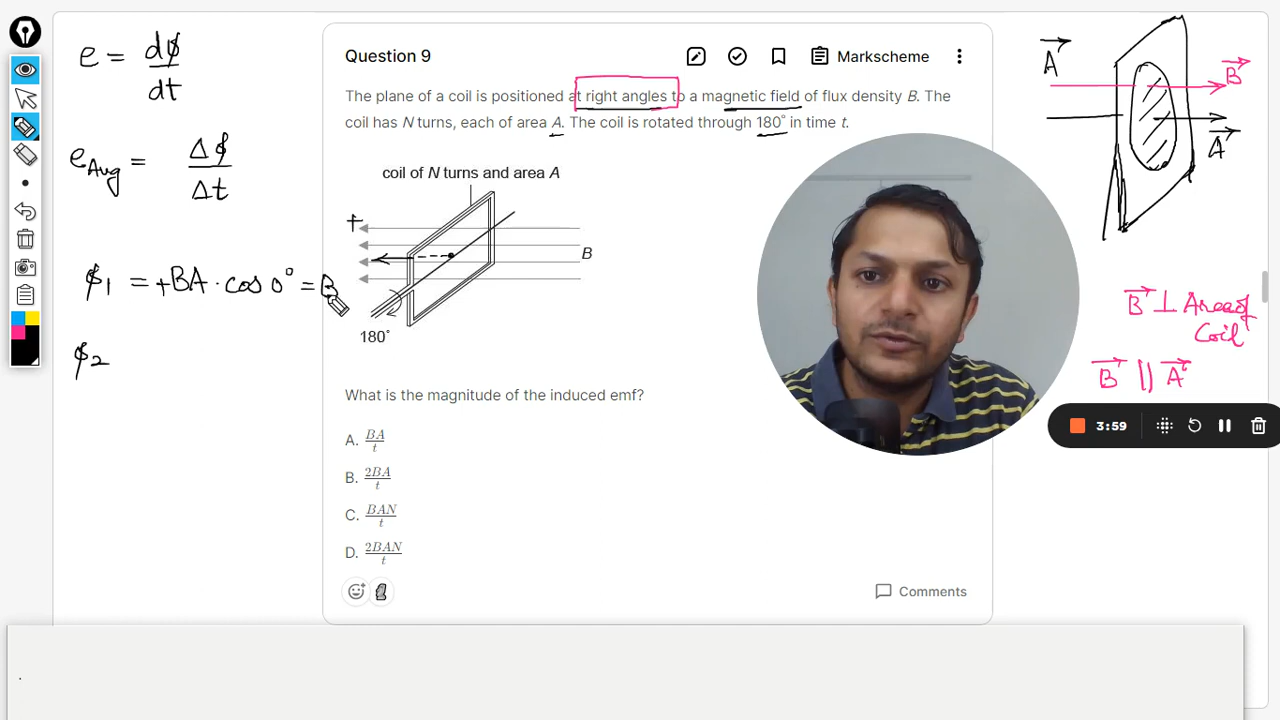 e = dϕ/dt
e Avg = Δϕ/Δt
ϕ1 = +BA · cos 0° = B
ϕ2
Question 9
Markscheme
The plane of a coil is positioned at right angles to a magnetic field of flux density B. The
coil has N turns, each of area A. The coil is rotated through 180° in time t.
coil of N turns and area A
+
B
180°
What is the magnitude of the induced emf?
A. BA/t
B. 2BA/t
C. BAN/t
D. 2BAN/t
Comments
A⃗
B⃗
A⃗
B⃗ ⊥ Area of
Coil
B⃗ || A⃗
3:59